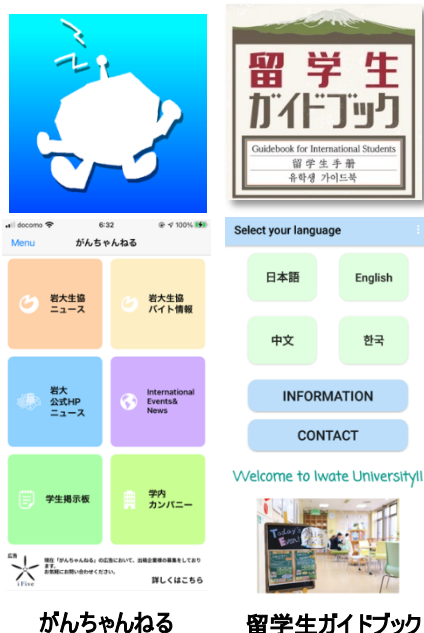 留学生
ガイドブック
Guidebook for International Students
留学生手册
유학생 가이드북
docomo
6:32
100%
Menu
がんちゃんねる
岩大生協
ニュース
岩大生協
バイト情報
岩大
公式HP
ニュース
International
Events&
News
学生掲示板
学内
カンパニー
広告
iFive
現在「がんちゃんねる」の広告において、出稿企業様の募集をしており
ます。
お気軽にお問い合わせください。
詳しくはこちら
Select your language
日本語
English
中文
한국
INFORMATION
CONTACT
Welcome to Iwate University!!
Today's
Event
がんちゃんねる
留学生ガイドブック